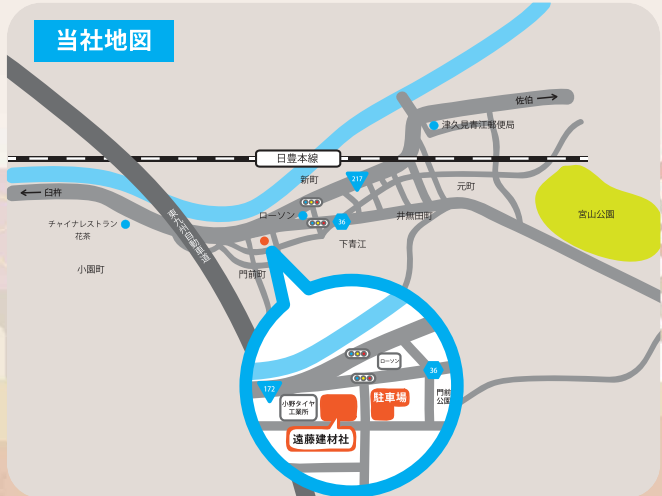 当社地図
佐伯
津久見青江郵便局
日豊本線
新町
217
元町
臼杵
ローソン
36
井無田町
宮山公園
チャイナレストラン
花茶
東九州自動車道
下青江
小園町
門前町
ローソン
36
172
門前
公園
小野タイヤ
工業所
駐車場
遠藤建材社